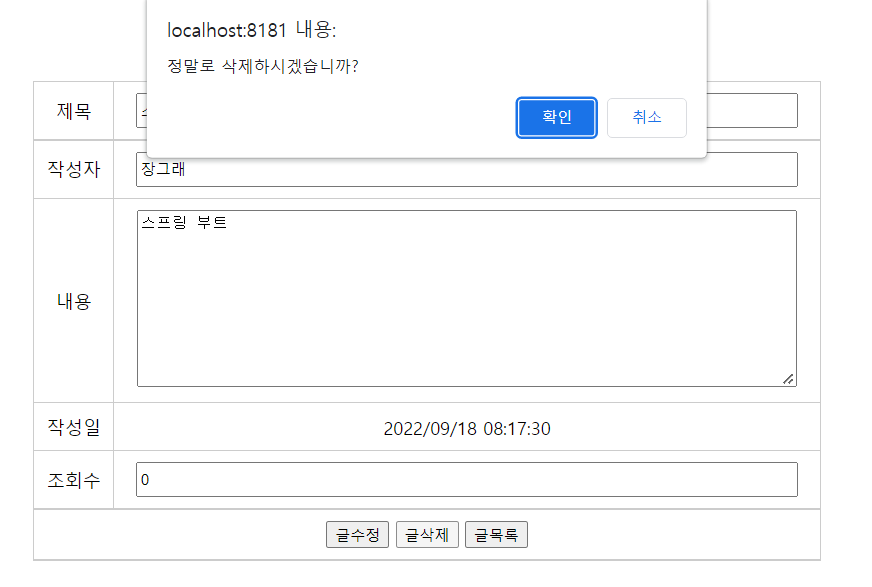 localhost:8181 내용:
정말로 삭제하시겠습니까?
확인 취소
제목
작성자 장그래
내용 스프링 부트
작성일 2022/09/18 08:17:30
조회수 0
글수정 글삭제 글목록